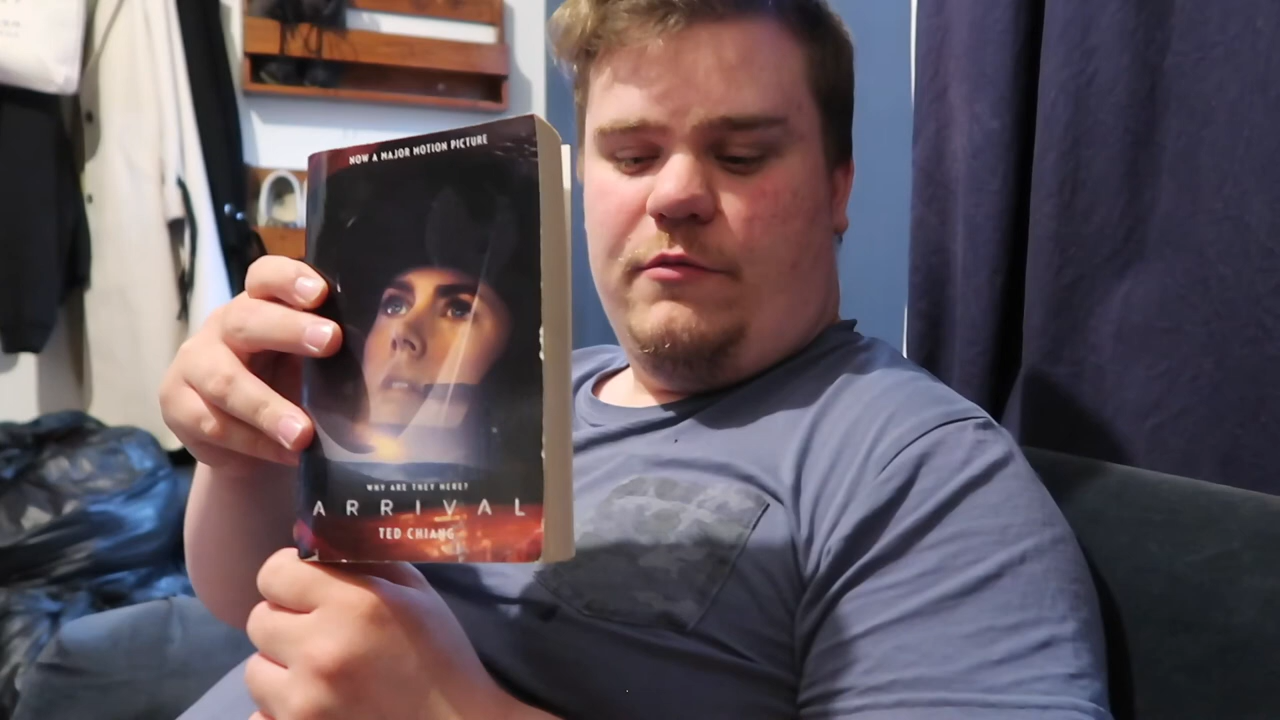 NOW A MAJOR MOTION PICTURE
WHY ARE THEY HERE?
ARRIVAL
TED CHIANG